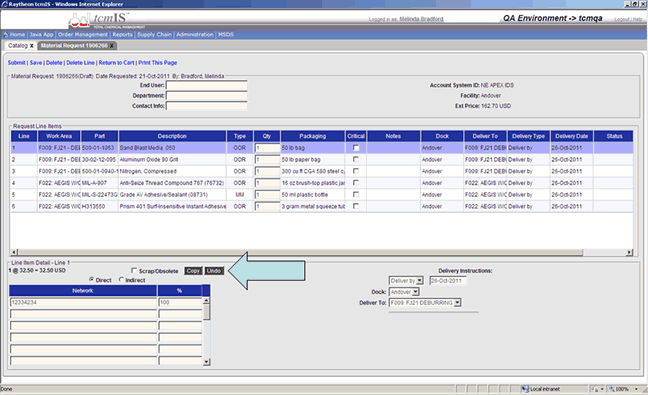 Raytheon tcmIS - Windows Internet Explorer
tcmIS
TOTAL CHEMICAL MANAGEMENT
Logged in as: Melinda Bradford
QA Environment -> tcmqa
Logout | Help
Home | Java App | Order Management | Reports | Supply Chain | Administration | MSDS
Catalog x Material Request 1906266 x
Submit | Save | Delete | Delete Line | Return to Cart | Print This Page
Material Request: 1906266(Draft) Date Requested: 21-Oct-2011 By: Bradford, Melinda
End User: Account System ID: NE APEX IDS
Department: Facility: Andover
Contact Info: Ext Price: 162.70 USD
Request Line Items
Line Work Area Part Description Type Qty Packaging Critical Notes Dock Deliver To Delivery Type Delivery Date Status
1 F009: FJ21 - DEB 500-01-1063 Sand Blast Media .050 OOR 1 50 lb bag Andover F009: FJ21 DEBU Deliver by 26-Oct-2011
2 F009: FJ21 - DEB 30-02-12-095 Aluminum Oxide 90 Grit OOR 1 50 lb paper bag Andover F009: FJ21 DEBU Deliver by 26-Oct-2011
3 F009: FJ21 - DEB 500-01-0940-1 Nitrogen, Compressed OOR 1 300 cu ft CGA 580 steel cy Andover F009: FJ21 DEBU Deliver by 26-Oct-2011
4 F022: AEGIS WC MIL-A-907 Anti-Seize Thread Compound 767 (76732) OOR 1 16 oz brush-top plastic jar Andover F022: AEGIS WO Deliver by 26-Oct-2011
5 F022: AEGIS WC MIL-S-22473G Grade AV Adhesive/Sealant (08731) MM 1 50 ml plastic bottle Andover F022: AEGIS WO Deliver by 26-Oct-2011
6 F022: AEGIS WC H313550 Prism 401 Surf-Insensitive Instant Adhesive OOR 1 3 gram metal squeeze tub Andover F022: AEGIS WO Deliver by 26-Oct-2011
Line Item Detail - Line 1
1 @ 32.50 = 32.50 USD Scrap/Obsolete Copy Undo Delivery Instructions:
Direct Indirect Deliver by 26-Oct-2011
Network % Dock: Andover
12334234 100 Deliver To: F009: FJ21 DEBURRING
Done Local intranet 100%